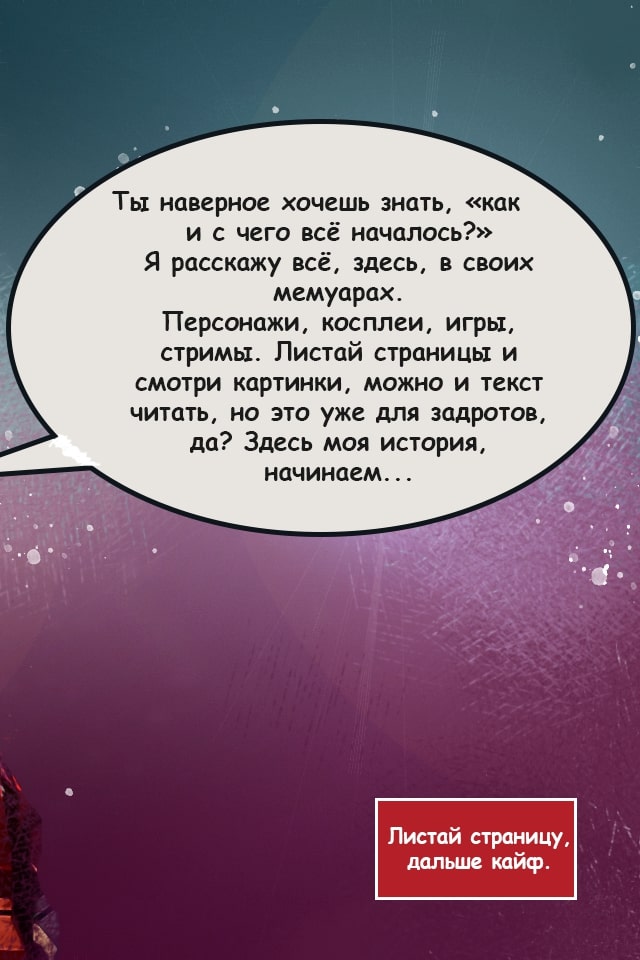 Ты наверное хочешь знать, «как
и с чего всё началось?»
Я расскажу всё, здесь, в своих
мемуарах.
Персонажи, косплеи, игры,
стримы. Листай страницы и
смотри картинки, можно и текст
читать, но это уже для задротов,
да? Здесь моя история,
начинаем...
Листай страницу,
дальше кайф.